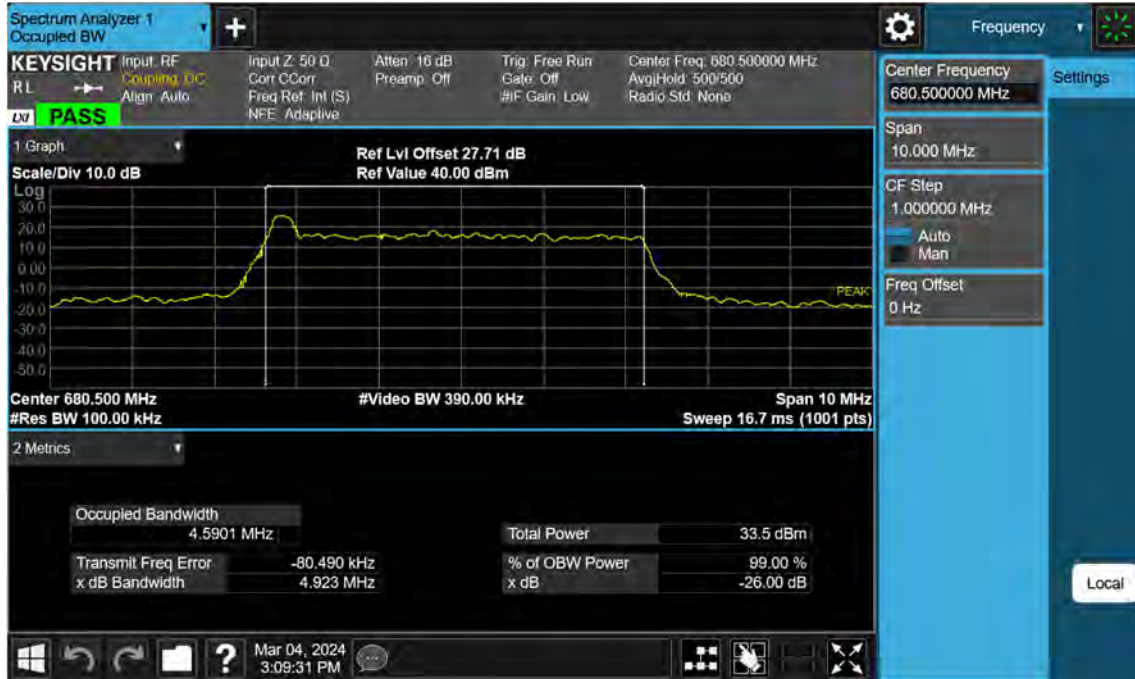 Spectrum Analyzer 1
Occupied BW
Frequency
KEYSIGHT
RL
LXI
PASS
Input: RF
Coupling: DC
Align: Auto
Input Z: 50 Ω
Corr CCorr
Freq Ref: Int (S)
NFE: Adaptive
Atten: 16 dB
Preamp: Off
Trig: Free Run
Gate: Off
#IF Gain: Low
Center Freq: 680.500000 MHz
Avg|Hold: 500/500
Radio Std: None
Center Frequency
680.500000 MHz
Settings
Span
10.000 MHz
CF Step
1.000000 MHz
Auto
Man
Freq Offset
0 Hz
1 Graph
Scale/Div 10.0 dB
Ref Lvl Offset 27.71 dB
Ref Value 40.00 dBm
Log
30.0
20.0
10.0
0.00
-10.0
-20.0
-30.0
-40.0
-50.0
PEAK
Center 680.500 MHz
#Video BW 390.00 kHz
Span 10 MHz
#Res BW 100.00 kHz
Sweep 16.7 ms (1001 pts)
2 Metrics
Occupied Bandwidth
4.5901 MHz
Total Power 33.5 dBm
Transmit Freq Error -80.490 kHz
% of OBW Power 99.00 %
x dB Bandwidth 4.923 MHz
x dB -26.00 dB
Local
?
Mar 04, 2024
3:09:31 PM